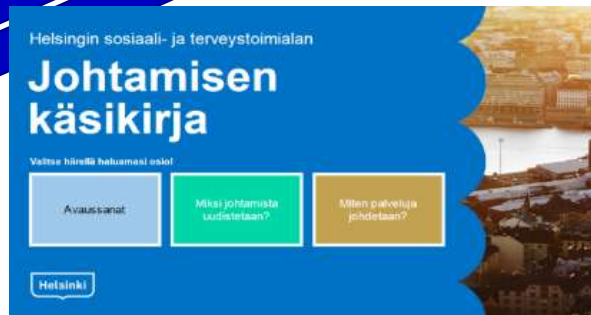 Helsingin sosiaali- ja terveystoimialan
Johtamisen
käsikirja
Valitse hiirellä haluamasi osio!
Avaussanat
Miksi johtamista
uudistetaan?
Miten palveluja
johdetaan?
Helsinki